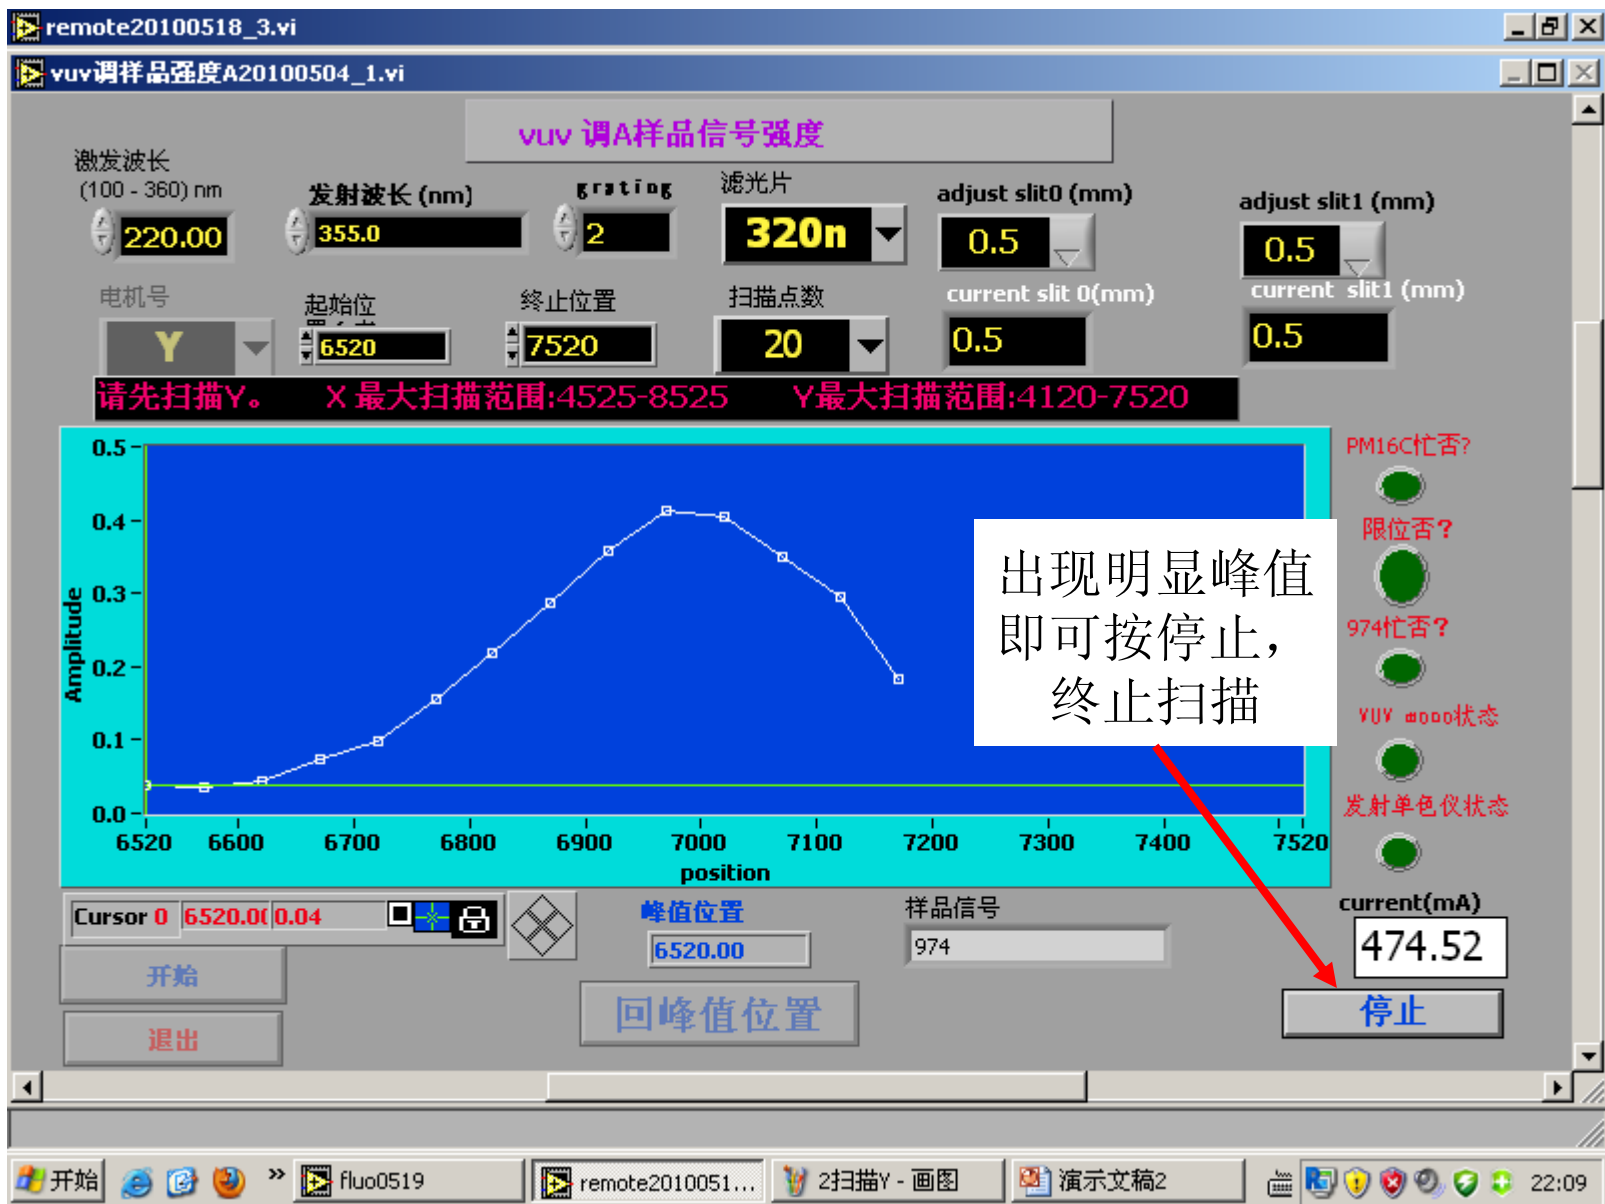 remote20100518_3.vi
vuv调样品强度A20100504_1.vi
vuv 调A样品信号强度
激发波长
(100 - 360) nm
发射波长 (nm)
grating
滤光片
adjust slit0 (mm)
adjust slit1 (mm)
220.00
355.0
2
320n
0.5
0.5
电机号
起始位
终止位置
扫描点数
current slit 0(mm)
current slit1 (mm)
Y
6520
7520
20
0.5
0.5
请先扫描Y。 X 最大扫描范围:4525-8525 Y最大扫描范围:4120-7520
0.5
0.4
0.3
0.2
0.1
0.0
Amplitude
6520 6600 6700 6800 6900 7000 7100 7200 7300 7400 7520
position
出现明显峰值
即可按停止，
终止扫描
PM16C忙否?
限位否?
974忙否?
VUV mono状态
发射单色仪状态
Cursor 0 6520.00 0.04
峰值位置
6520.00
样品信号
974
current(mA)
474.52
开始
退出
回峰值位置
停止
开始
»
fluo0519
remote2010051...
2扫描Y - 画图
演示文稿2
22:09